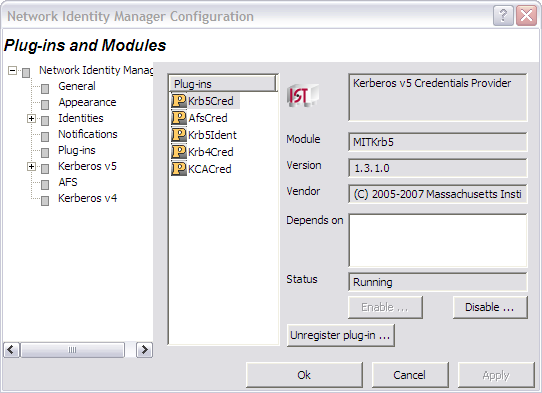 Network Identity Manager Configuration
Plug-ins and Modules
Network Identity Manag
General
Appearance
Identities
Notifications
Plug-ins
Kerberos v5
AFS
Kerberos v4
Plug-ins
Krb5Cred
AfsCred
Krb5Ident
Krb4Cred
KCACred
IST
Kerberos v5 Credentials Provider
Module
MITKrb5
Version
1.3.1.0
Vendor
(C) 2005-2007 Massachusetts Insti
Depends on
Status
Running
Enable ...
Disable ...
Unregister plug-in ...
Ok
Cancel
Apply